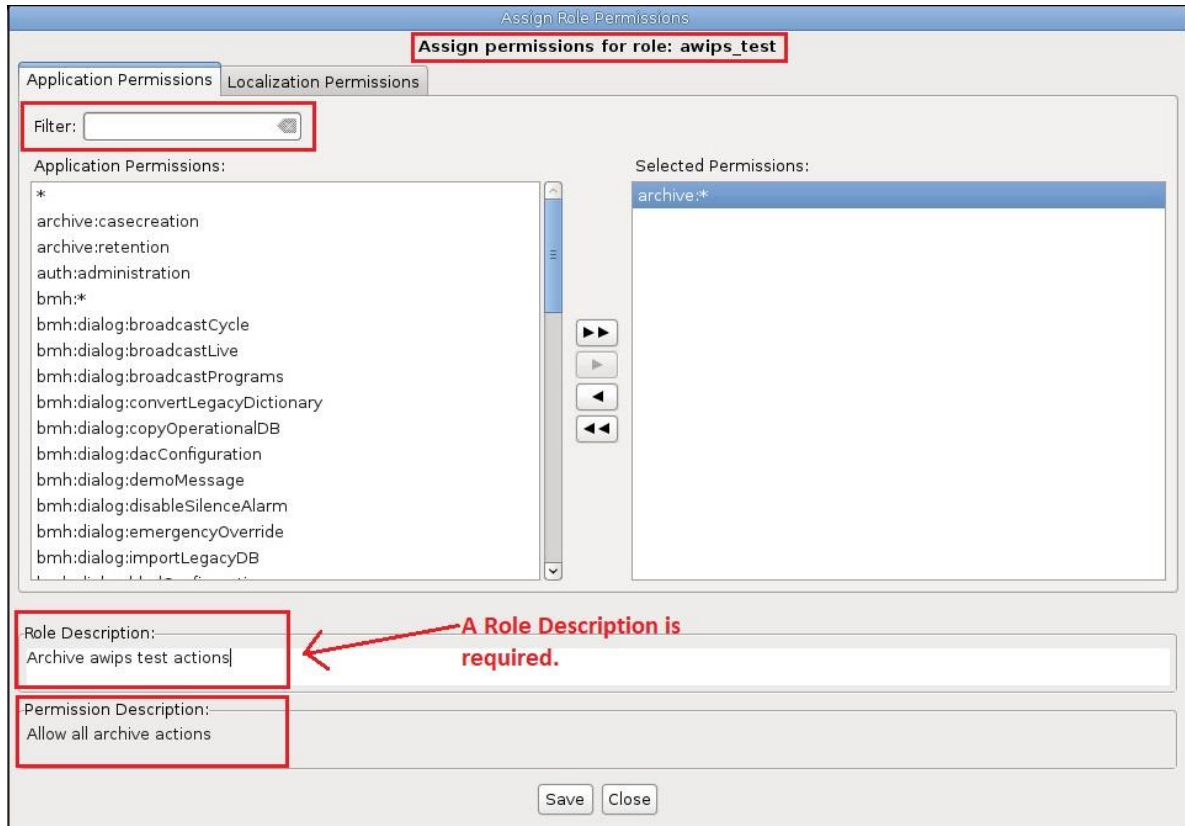 Assign Role Permissions
Assign permissions for role: awips_test
Application Permissions
Localization Permissions
Filter:
Application Permissions:
*
archive:casecreation
archive:retention
auth:administration
bmh:*
bmh:dialog:broadcastCycle
bmh:dialog:broadcastLive
bmh:dialog:broadcastPrograms
bmh:dialog:convertLegacyDictionary
bmh:dialog:copyOperationalDB
bmh:dialog:dacConfiguration
bmh:dialog:demoMessage
bmh:dialog:disableSilenceAlarm
bmh:dialog:emergencyOverride
bmh:dialog:importLegacyDB
Selected Permissions:
archive:*
Role Description:
Archive awips test actions
A Role Description is
required.
Permission Description:
Allow all archive actions
Save
Close